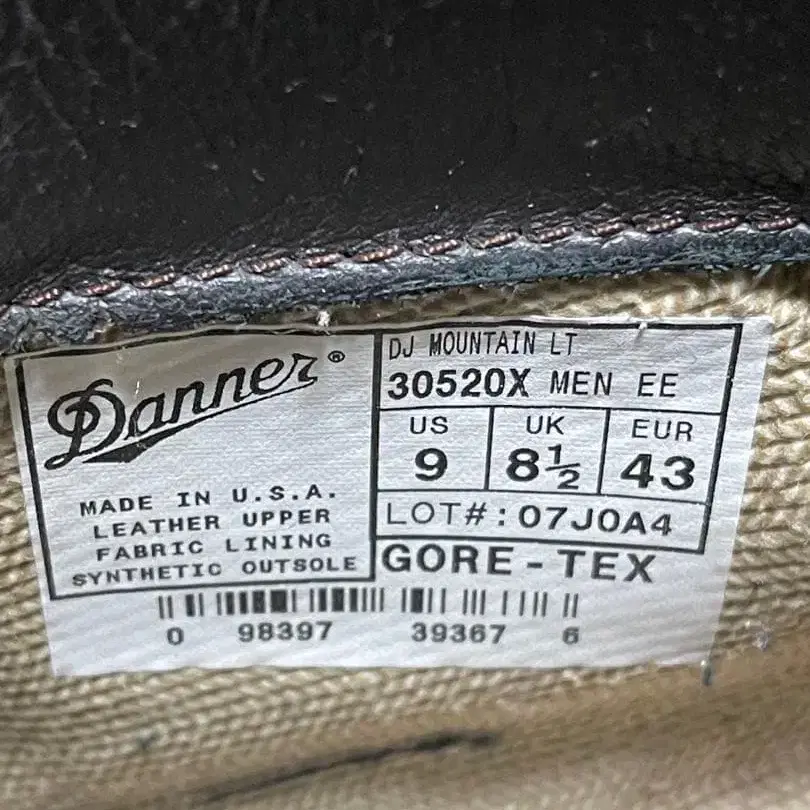 Danner®
MADE IN U.S.A.
LEATHER UPPER
FABRIC LINING
SYNTHETIC OUTSOLE
DJ MOUNTAIN LT
30520X MEN EE
US UK EUR
9 8½ 43
LOT#:07J0A4
GORE-TEX
0 98397 39367 6